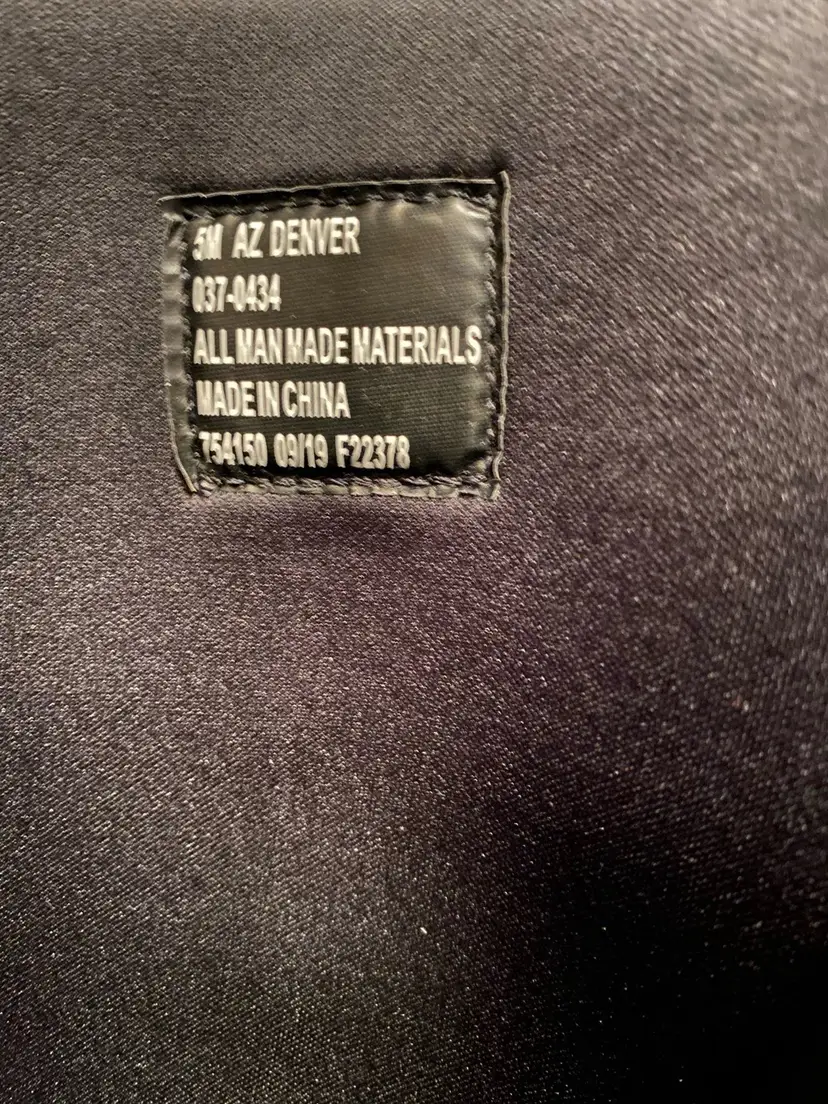 5M AZ DENVER
037-0434
ALL MAN MADE MATERIALS
MADE IN CHINA
754150 09/19 F22378